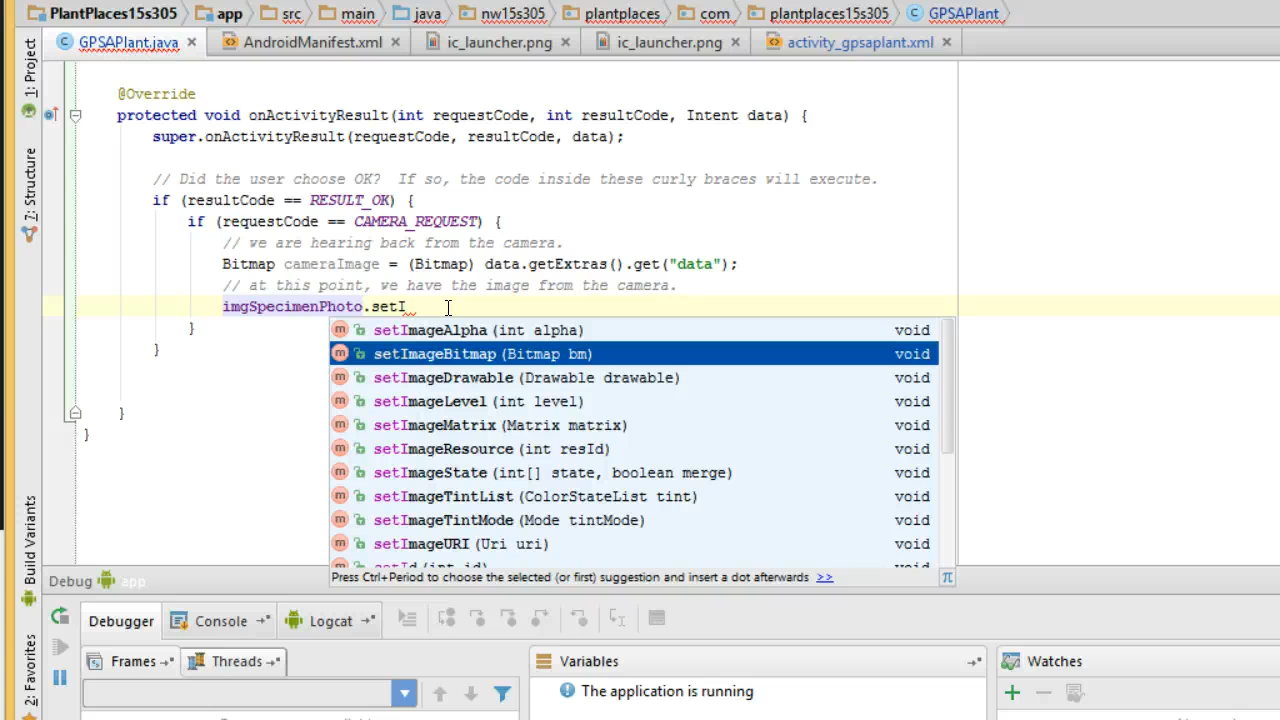 PlantPlaces15s305 app src main java nw15s305 plantplaces com plantplaces15s305 GPSAPlant
GPSAPlant.java AndroidManifest.xml ic_launcher.png ic_launcher.png activity_gpsaplant.xml
1: Project
7: Structure
Build Variants
2: Favorites
@Override
protected void onActivityResult(int requestCode, int resultCode, Intent data) {
super.onActivityResult(requestCode, resultCode, data);
// Did the user choose OK?  If so, the code inside these curly braces will execute.
if (resultCode == RESULT_OK) {
if (requestCode == CAMERA_REQUEST) {
// we are hearing back from the camera.
Bitmap cameraImage = (Bitmap) data.getExtras().get("data");
// at this point, we have the image from the camera.
imgSpecimenPhoto.setI
}
}
}
}
setImageAlpha(int alpha) void
setImageBitmap(Bitmap bm) void
setImageDrawable(Drawable drawable) void
setImageLevel(int level) void
setImageMatrix(Matrix matrix) void
setImageResource(int resId) void
setImageState(int[] state, boolean merge) void
setImageTintList(ColorStateList tint) void
setImageTintMode(Mode tintMode) void
setImageURI(Uri uri) void
setId(int id) void
Press Ctrl+Period to choose the selected (or first) suggestion and insert a dot afterwards >> π
Debug app
Debugger Console Logcat
Frames Threads Variables Watches
The application is running